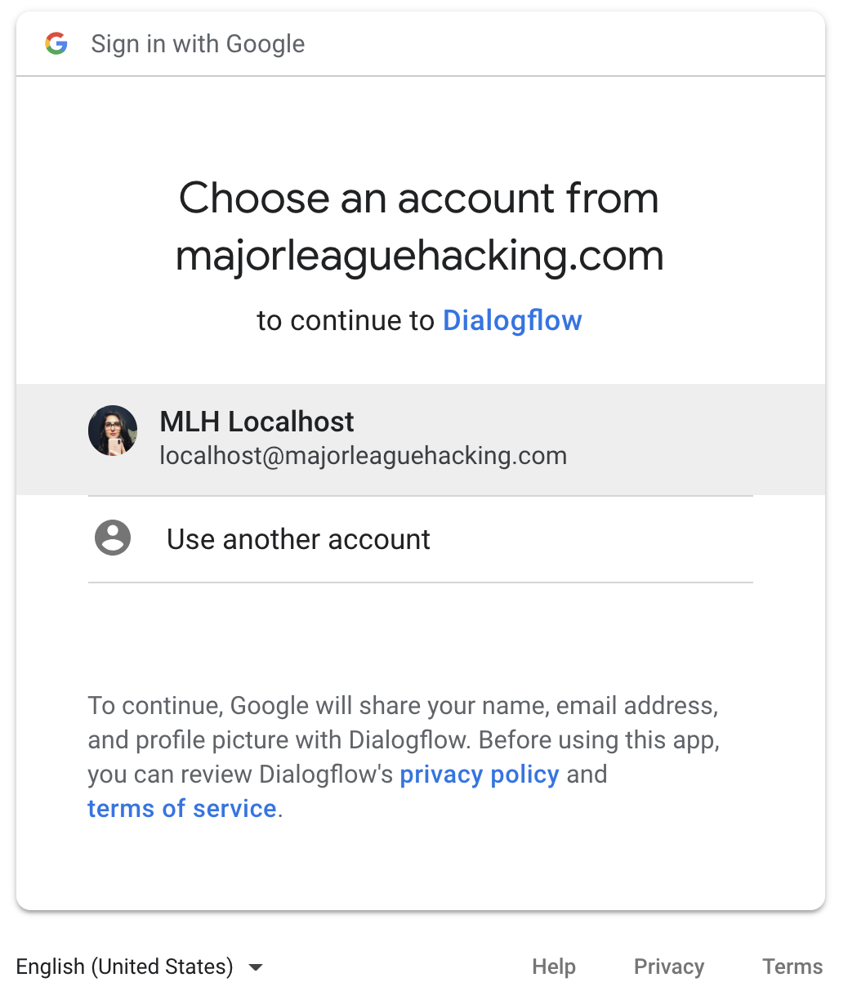 Sign in with Google
Choose an account from
majorleaguehacking.com
to continue to Dialogflow
MLH Localhost
localhost@majorleaguehacking.com
Use another account
To continue, Google will share your name, email address,
and profile picture with Dialogflow. Before using this app,
you can review Dialogflow's privacy policy and
terms of service.
English (United States)
Help
Privacy
Terms